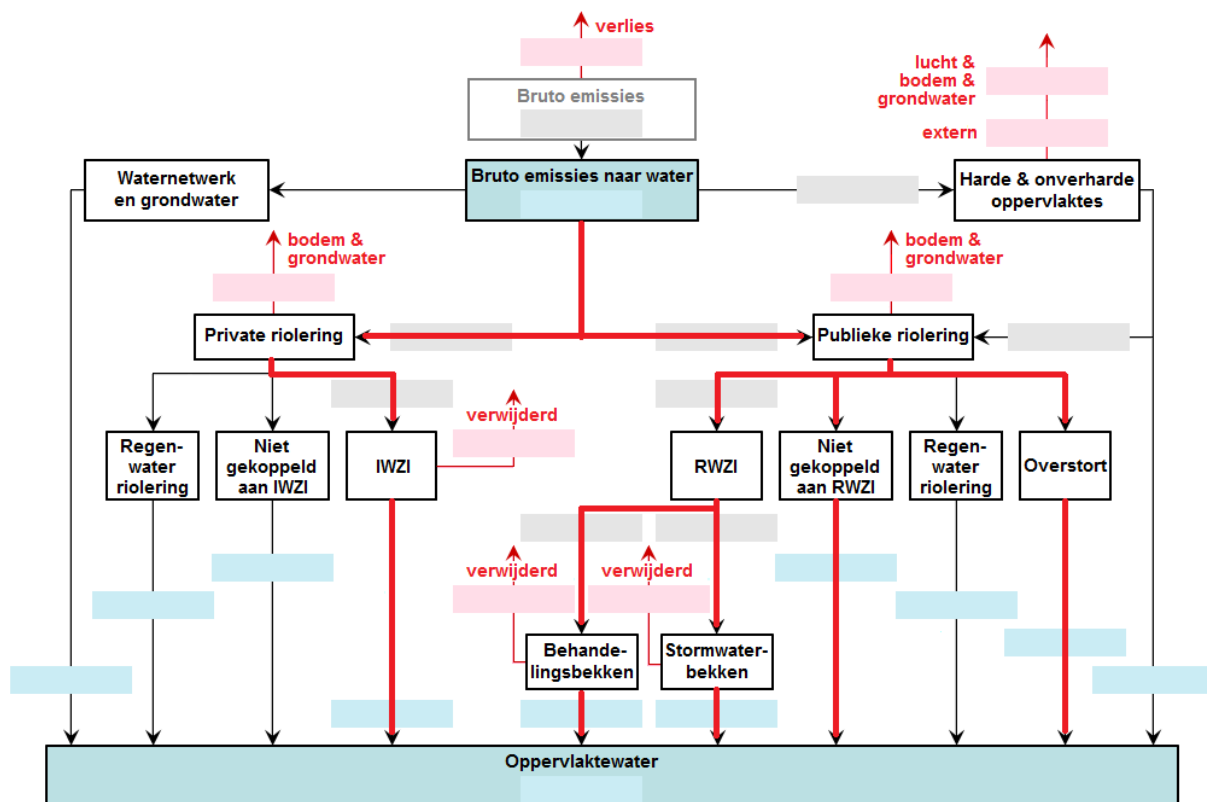 verlies
lucht &
bodem &
grondwater
Bruto emissies
extern
Waternetwerk
en grondwater
Bruto emissies naar water
Harde & onverharde
oppervlaktes
bodem &
grondwater
bodem &
grondwater
Private riolering
Publieke riolering
verwijderd
Regen-
water
riolering
Niet
gekoppeld
aan IWZI
IWZI
RWZI
Niet
gekoppeld
aan RWZI
Regen-
water
riolering
Overstort
verwijderd
verwijderd
Behande-
lingsbekken
Stormwater-
bekken
Oppervlaktewater